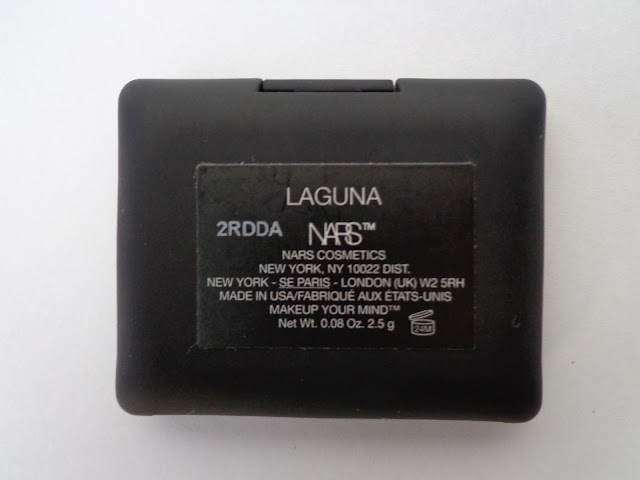 LAGUNA
2RDDA NARS™
NARS COSMETICS
NEW YORK, NY 10022 DIST.
NEW YORK - SE PARIS - LONDON (UK) W2 5RH
MADE IN USA/FABRIQUÉ AUX ÉTATS-UNIS
MAKEUP YOUR MIND™
Net Wt. 0.08 Oz. 2.5 g 24M